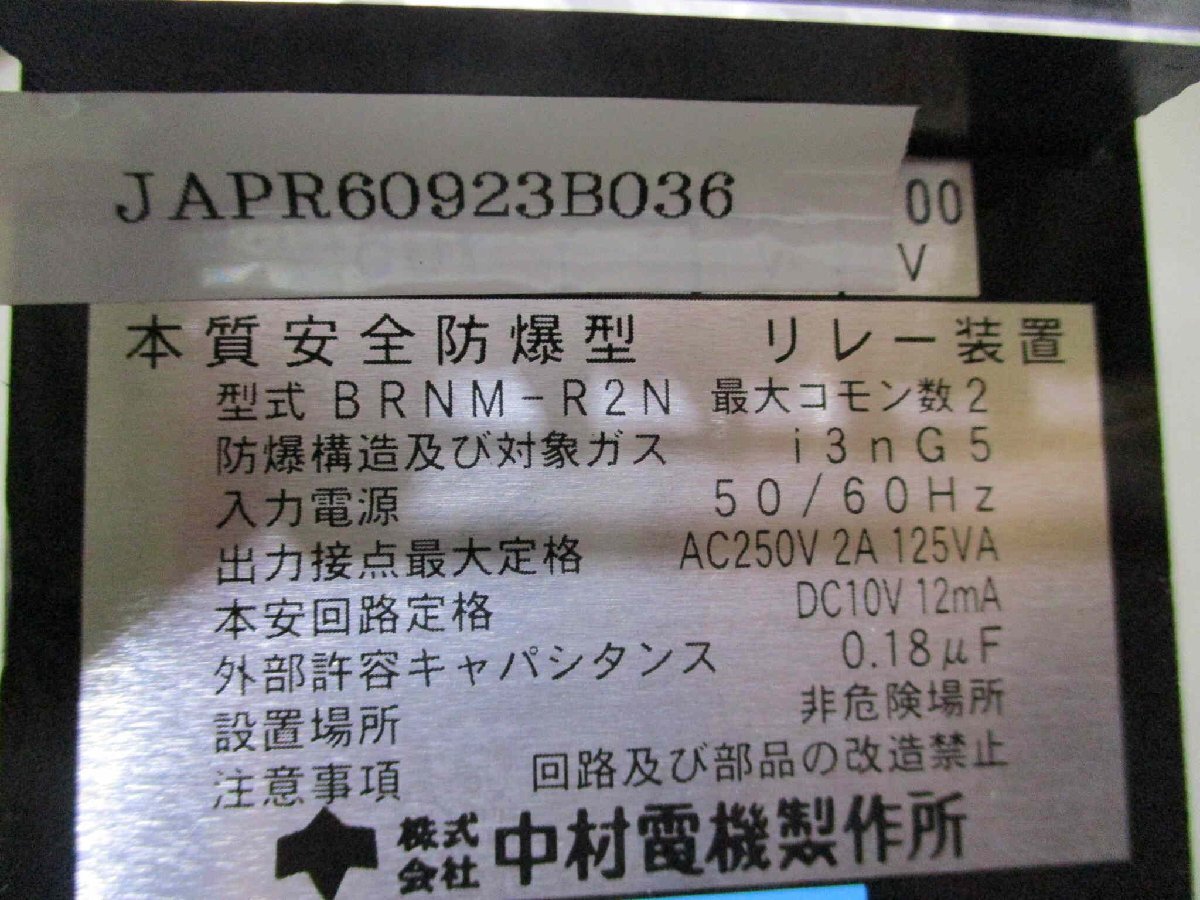 JAPR60923B036
00
V
本質安全防爆型 リレー装置
型式 BRNM-R2N 最大コモン数2
防爆構造及び対象ガス i3nG5
入力電源 50/60Hz
出力接点最大定格 AC250V 2A 125VA
本安回路定格 DC10V 12mA
外部許容キャパシタンス 0.18μF
設置場所 非危険場所
注意事項 回路及び部品の改造禁止
株式会社 中村電機製作所